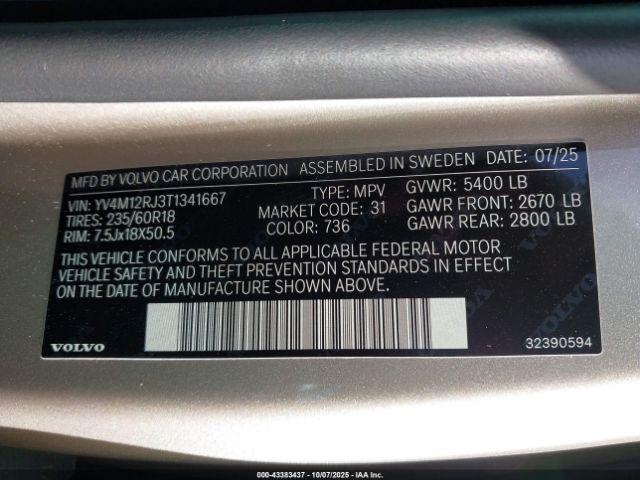 MFD BY VOLVO CAR CORPORATION ASSEMBLED IN SWEDEN DATE: 07/25
VIN: YV4M12RJ3T1341667 TYPE: MPV GVWR: 5400 LB
TIRES: 235/60R18 MARKET CODE: 31 GAWR FRONT: 2670 LB
RIM: 7.5Jx18X50.5 COLOR: 736 GAWR REAR: 2800 LB
THIS VEHICLE CONFORMS TO ALL APPLICABLE FEDERAL MOTOR
VEHICLE SAFETY AND THEFT PREVENTION STANDARDS IN EFFECT
ON THE DATE OF MANUFACTURE SHOWN ABOVE.
VOLVO 32390594
000-43383437 - 10/07/2025 - IAA Inc.